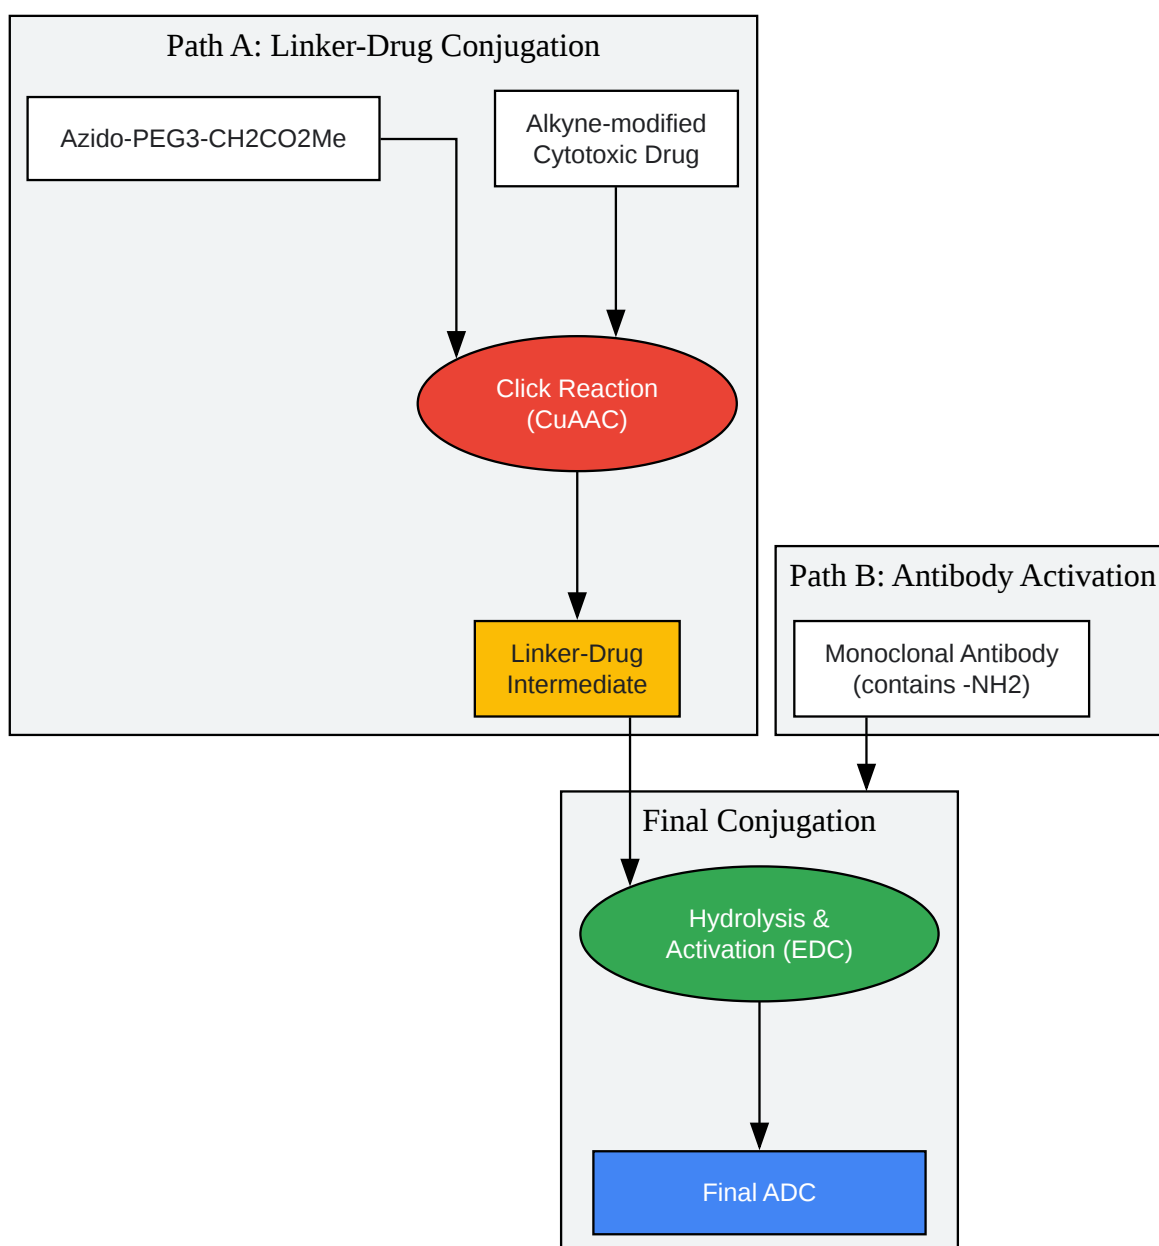 Path A: Linker-Drug Conjugation
Azido-PEG3-CH2CO2Me
Alkyne-modified
Cytotoxic Drug
Click Reaction
(CuAAC)
Linker-Drug
Intermediate
Path B: Antibody Activation
Monoclonal Antibody
(contains -NH2)
Final Conjugation
Hydrolysis &
Activation (EDC)
Final ADC